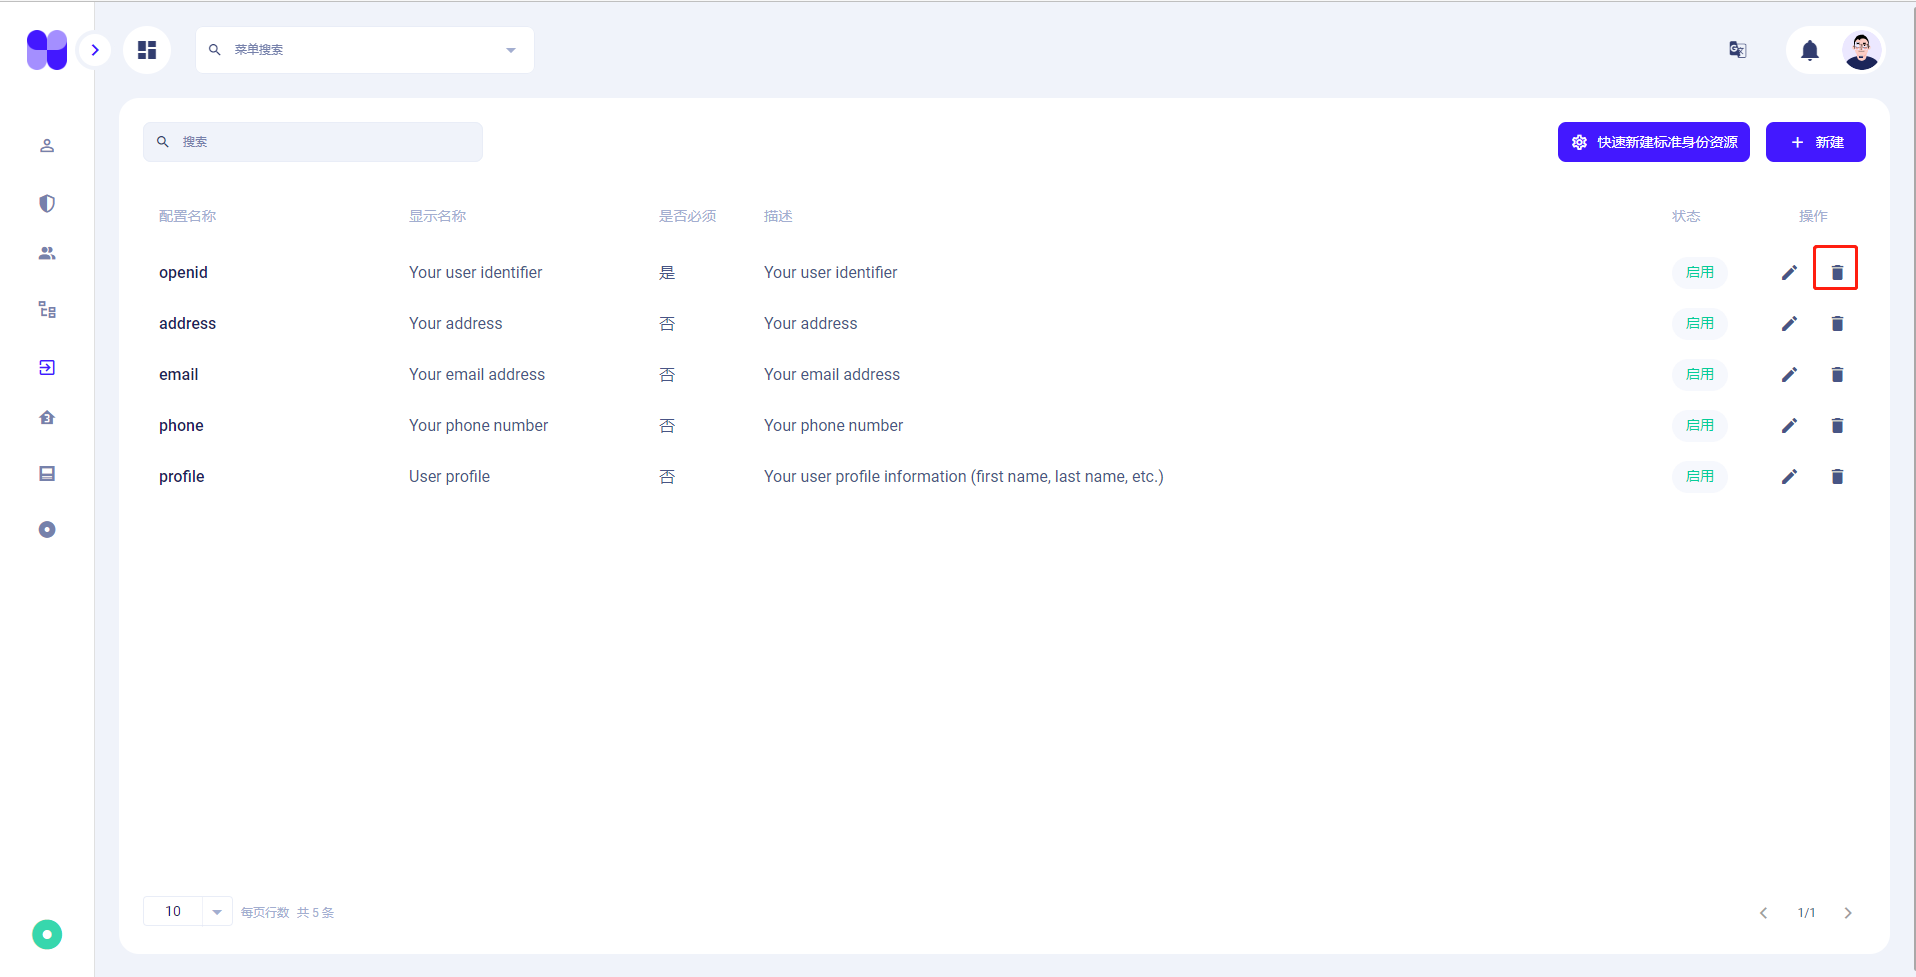 菜单搜索
搜索
快速新建标准身份资源
新建
配置名称 显示名称 是否必须 描述 状态 操作
openid Your user identifier 是 Your user identifier 启用
address Your address 否 Your address 启用
email Your email address 否 Your email address 启用
phone Your phone number 否 Your phone number 启用
profile User profile 否 Your user profile information (first name, last name, etc.) 启用
10 每页行数 共 5 条 1/1